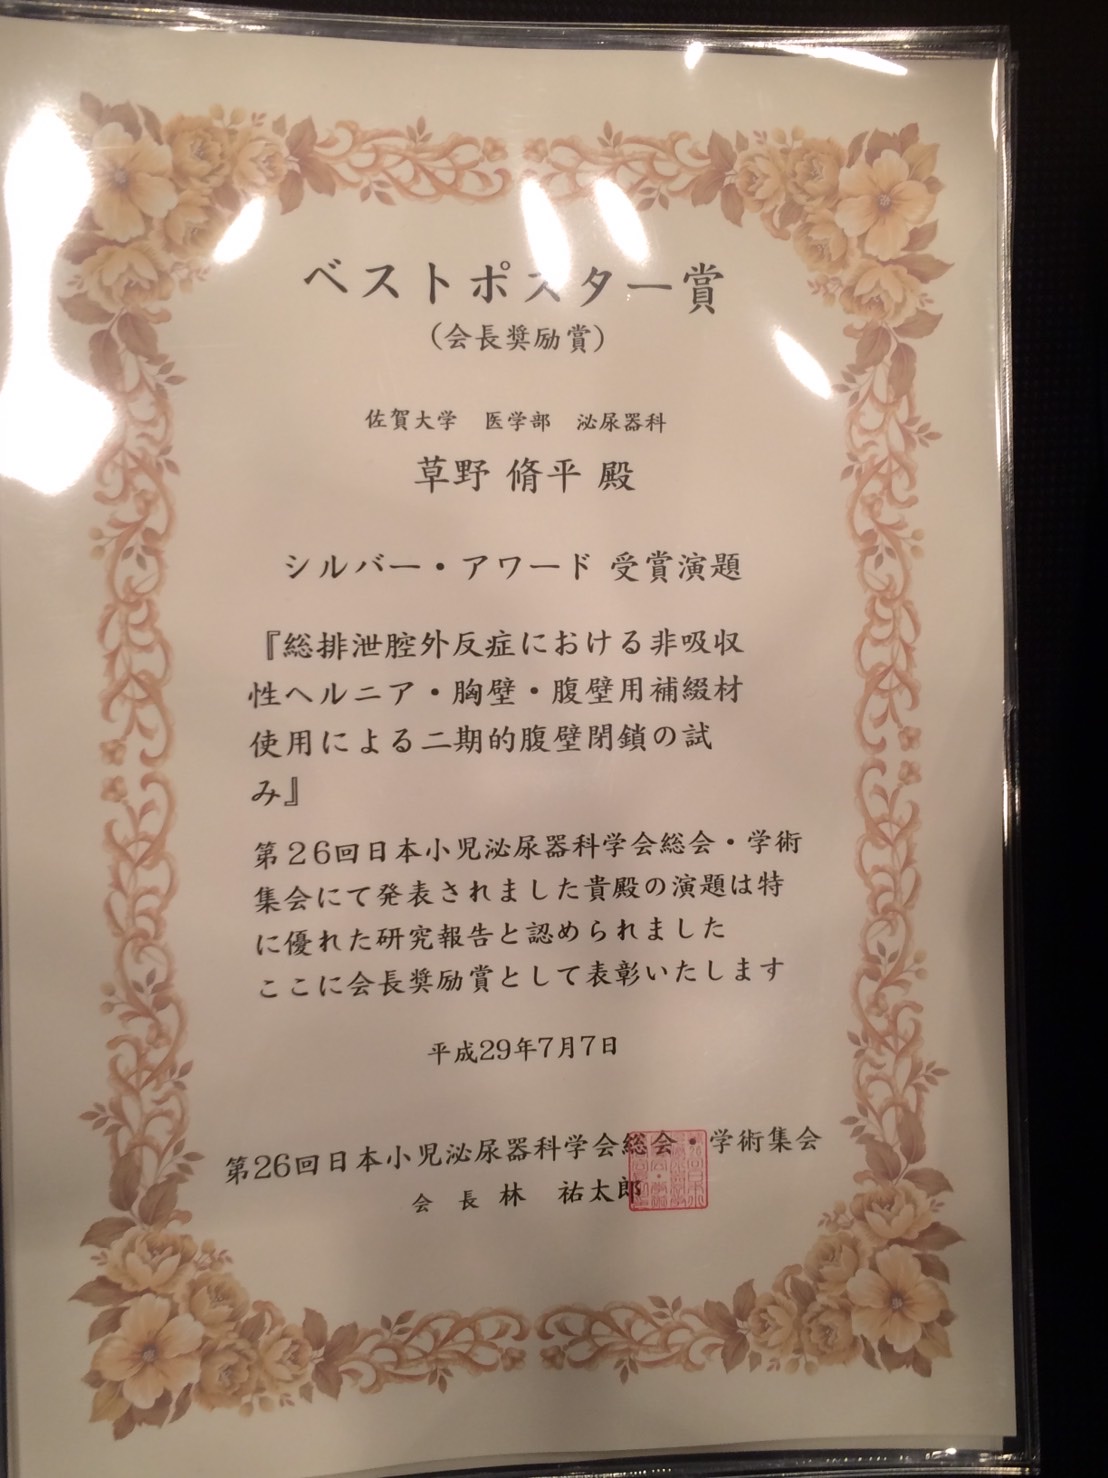 ベストポスター賞
(会長奨励賞)
佐賀大学　医学部　泌尿器科
草野 脩平 殿
シルバー・アワード 受賞演題
『総排泄腔外反症における非吸収
性ヘルニア・胸壁・腹壁用補綴材
使用による二期的腹壁閉鎖の試
み』
第26回日本小児泌尿器科学会総会・学術
集会にて発表されました貴殿の演題は特
に優れた研究報告と認められました
ここに会長奨励賞として表彰いたします
平成29年7月7日
第26回日本小児泌尿器科学会総会・学術集会
会　長　林　祐太郎